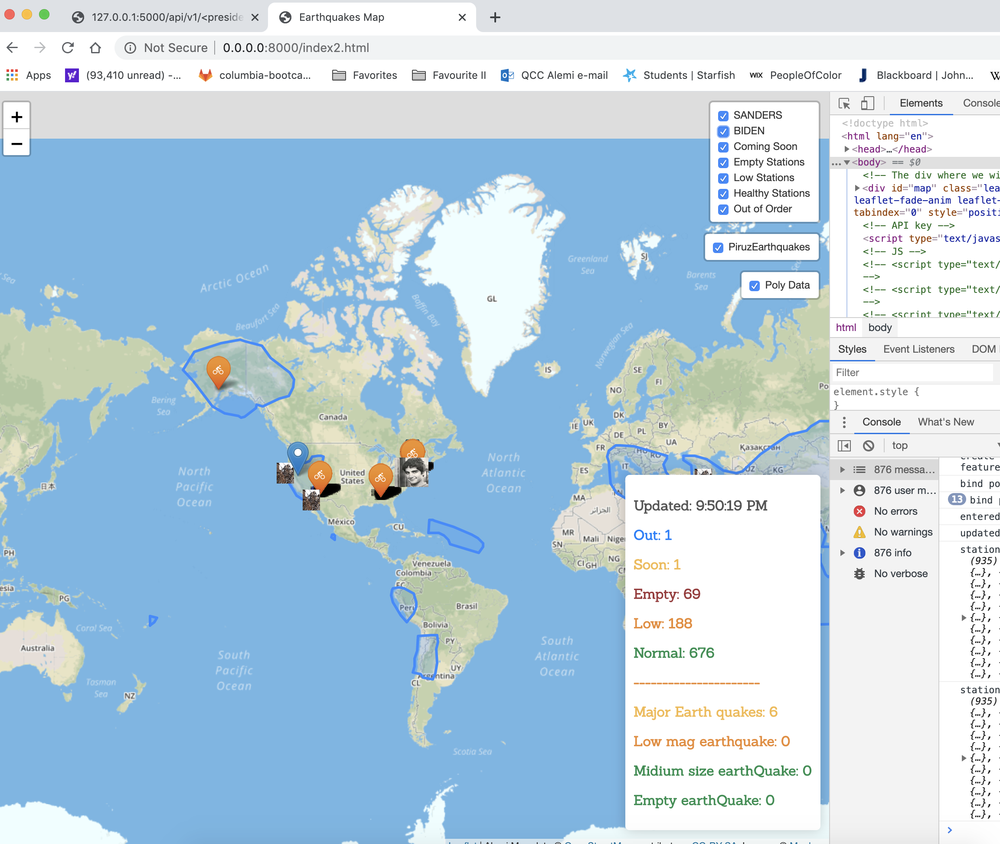 127.0.0.1:5000/api/v1/<preside
Earthquakes Map
Not Secure
0.0.0.0:8000/index2.html
Apps
(93,410 unread) -...
columbia-bootca...
Favorites
Favourite II
QCC Alemi e-mail
Students | Starfish
WIX PeopleOfColor
Blackboard | John...
+
−
SANDERS
BIDEN
Coming Soon
Empty Stations
Low Stations
Healthy Stations
Out of Order
PiruzEarthquakes
Poly Data
Arctic Ocean
Beaufort Sea
Baffin Bay
Greenland
Sea
Barents
Sea
SJ
GL
Norwegian Sea
IS
SE
FI
NO
Bering
Sea
Canada
DK
IE
UK
BY
PL
DE
UA
FR
RO
Қазақстан
UZ
KG
IT
ES
North
Pacific
Ocean
United
States
North
Atlantic
Ocean
日本
MA
الجزائر
México
CU
MR
Mali
SN
NG
CI
GH
PH
Venezuela
Colombia
EC
PG
Perú
Brasil
Bolivia
PY
Coral Sea
Australia
South
Pacific
Ocean
South
Atlantic
Ocean
UY
Argentina
CL
Tasman
Sea
NZ
Scotia Sea
Updated: 9:50:19 PM
Out: 1
Soon: 1
Empty: 69
Low: 188
Normal: 676
----------------------
Major Earth quakes: 6
Low mag earthquake: 0
Midium size earthQuake: 0
Empty earthQuake: 0
Elements
Console
<!doctype html>
<html lang="en">
<head>…</head>
<body> == $0
<!-- The div where we wi
<div id="map" class="lea
leaflet-fade-anim leaflet-
tabindex="0" style="positi
<!-- API key -->
<script type="text/javas
<!-- JS -->
<!-- <script type="text/
-->
<!-- <script type="text/
-->
<!-- <script type="text/
html
body
Styles
Event Listeners
DOM
Filter
element.style {
}
Console
What's New
top
876 messa...
876 user m...
No errors
No warnings
876 info
No verbose
feature
bind po
13 bind
entered
updated
station
(935)
{…},
{…},
{…},
{…},
{…},
{…},
{…},
{…},
{…},
{…},
station
(935)
{…},
{…},
{…},
{…},
{…},
{…},
{…},
{…},
{…},
{…},